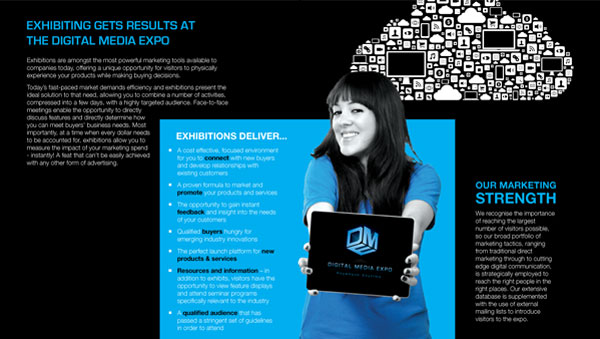 EXHIBITING GETS RESULTS AT
THE DIGITAL MEDIA EXPO
Exhibitions are amongst the most powerful marketing tools available to
companies today, offering a unique opportunity for visitors to physically
experience your products while making buying decisions.
Today's fast-paced market demands efficiency and exhibitions present the
ideal solution to that need, allowing you to combine a number of activities,
compressed into a few days, with a highly targeted audience. Face-to-face
meetings enable the opportunity to directly
discuss features and directly determine how
you can meet buyers' business needs. Most
importantly, at a time when every dollar needs
to be accounted for, exhibitions allow you to
measure the impact of your marketing spend
- instantly! A feat that can't be easily achieved
with any other form of advertising.
EXHIBITIONS DELIVER...
A cost effective, focused environment
for you to connect with new buyers
and develop relationships with
existing customers
A proven formula to market and
promote your products and services
The opportunity to gain instant
feedback and insight into the needs
of your customers
Qualified buyers hungry for
emerging industry innovations
The perfect launch platform for new
products & services
Resources and information – in
addition to exhibits, visitors have the
opportunity to view feature displays
and attend seminar programs
specifically relevant to the industry
A qualified audience that has
passed a stringent set of guidelines
in order to attend
DEM
DIGITAL MEDIA EXPO
OUR MARKETING
STRENGTH
We recognise the importance
of reaching the largest
number of visitors possible,
so our broad portfolio of
marketing tactics, ranging
from traditional direct
marketing through to cutting
edge digital communication,
is strategically employed to
reach the right people in the
right places. Our extensive
database is supplemented
with the use of external
mailing lists to introduce
visitors to the expo.